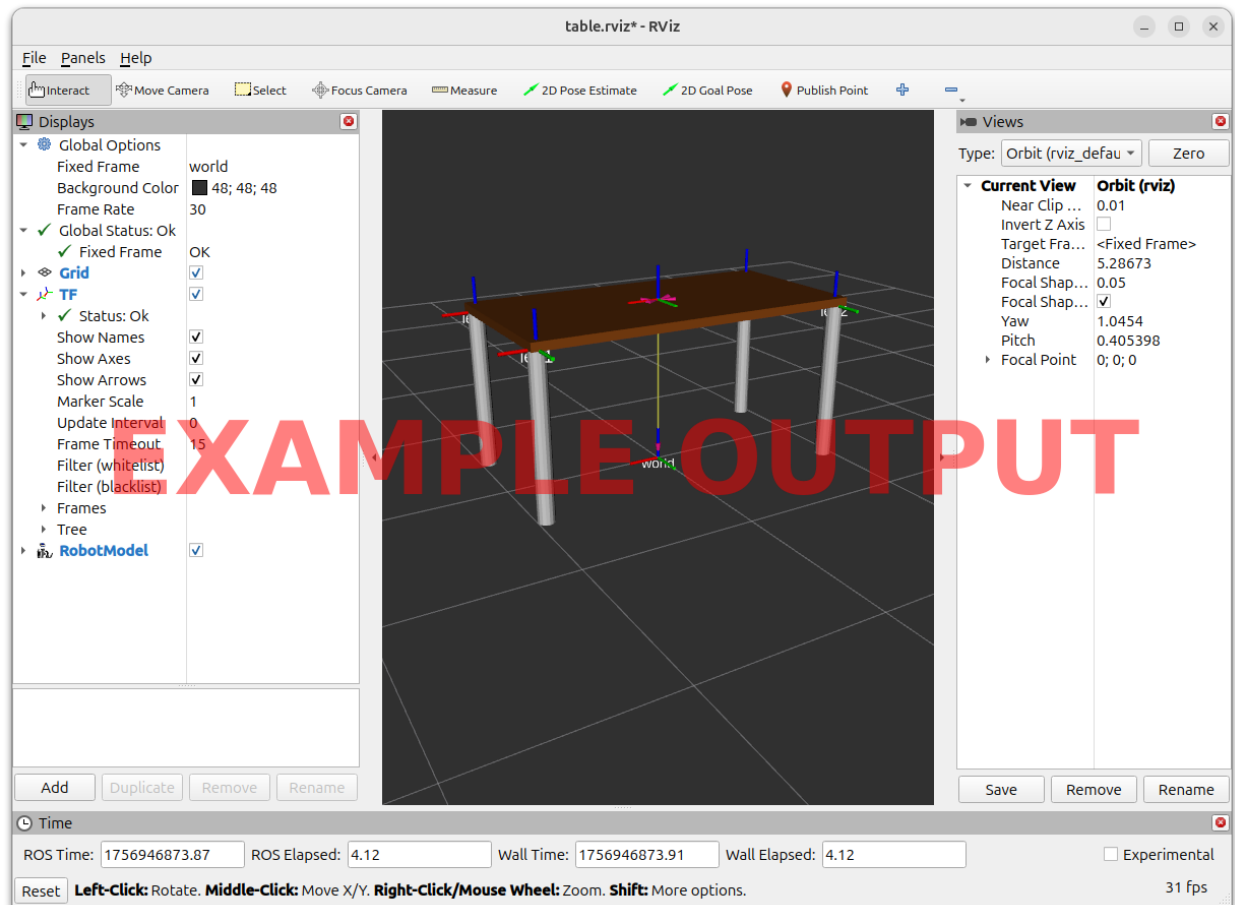 table.rviz* - RViz
File Panels Help
Interact Move Camera Select Focus Camera Measure 2D Pose Estimate 2D Goal Pose Publish Point
Displays
Global Options
Fixed Frame world
Background Color 48; 48; 48
Frame Rate 30
Global Status: Ok
Fixed Frame OK
Grid
TF
Status: Ok
Show Names
Show Axes
Show Arrows
Marker Scale 1
Update Interval 0
Frame Timeout 15
Filter (whitelist)
Filter (blacklist)
Frames
Tree
RobotModel
Add Duplicate Remove Rename
world
EXAMPLE OUTPUT
Views
Type: Orbit (rviz_defau Zero
Current View Orbit (rviz)
Near Clip ... 0.01
Invert Z Axis
Target Fra... <Fixed Frame>
Distance 5.28673
Focal Shap... 0.05
Focal Shap...
Yaw 1.0454
Pitch 0.405398
Focal Point 0; 0; 0
Save Remove Rename
Time
ROS Time: 1756946873.87 ROS Elapsed: 4.12 Wall Time: 1756946873.91 Wall Elapsed: 4.12 Experimental
Reset Left-Click: Rotate. Middle-Click: Move X/Y. Right-Click/Mouse Wheel: Zoom. Shift: More options. 31 fps